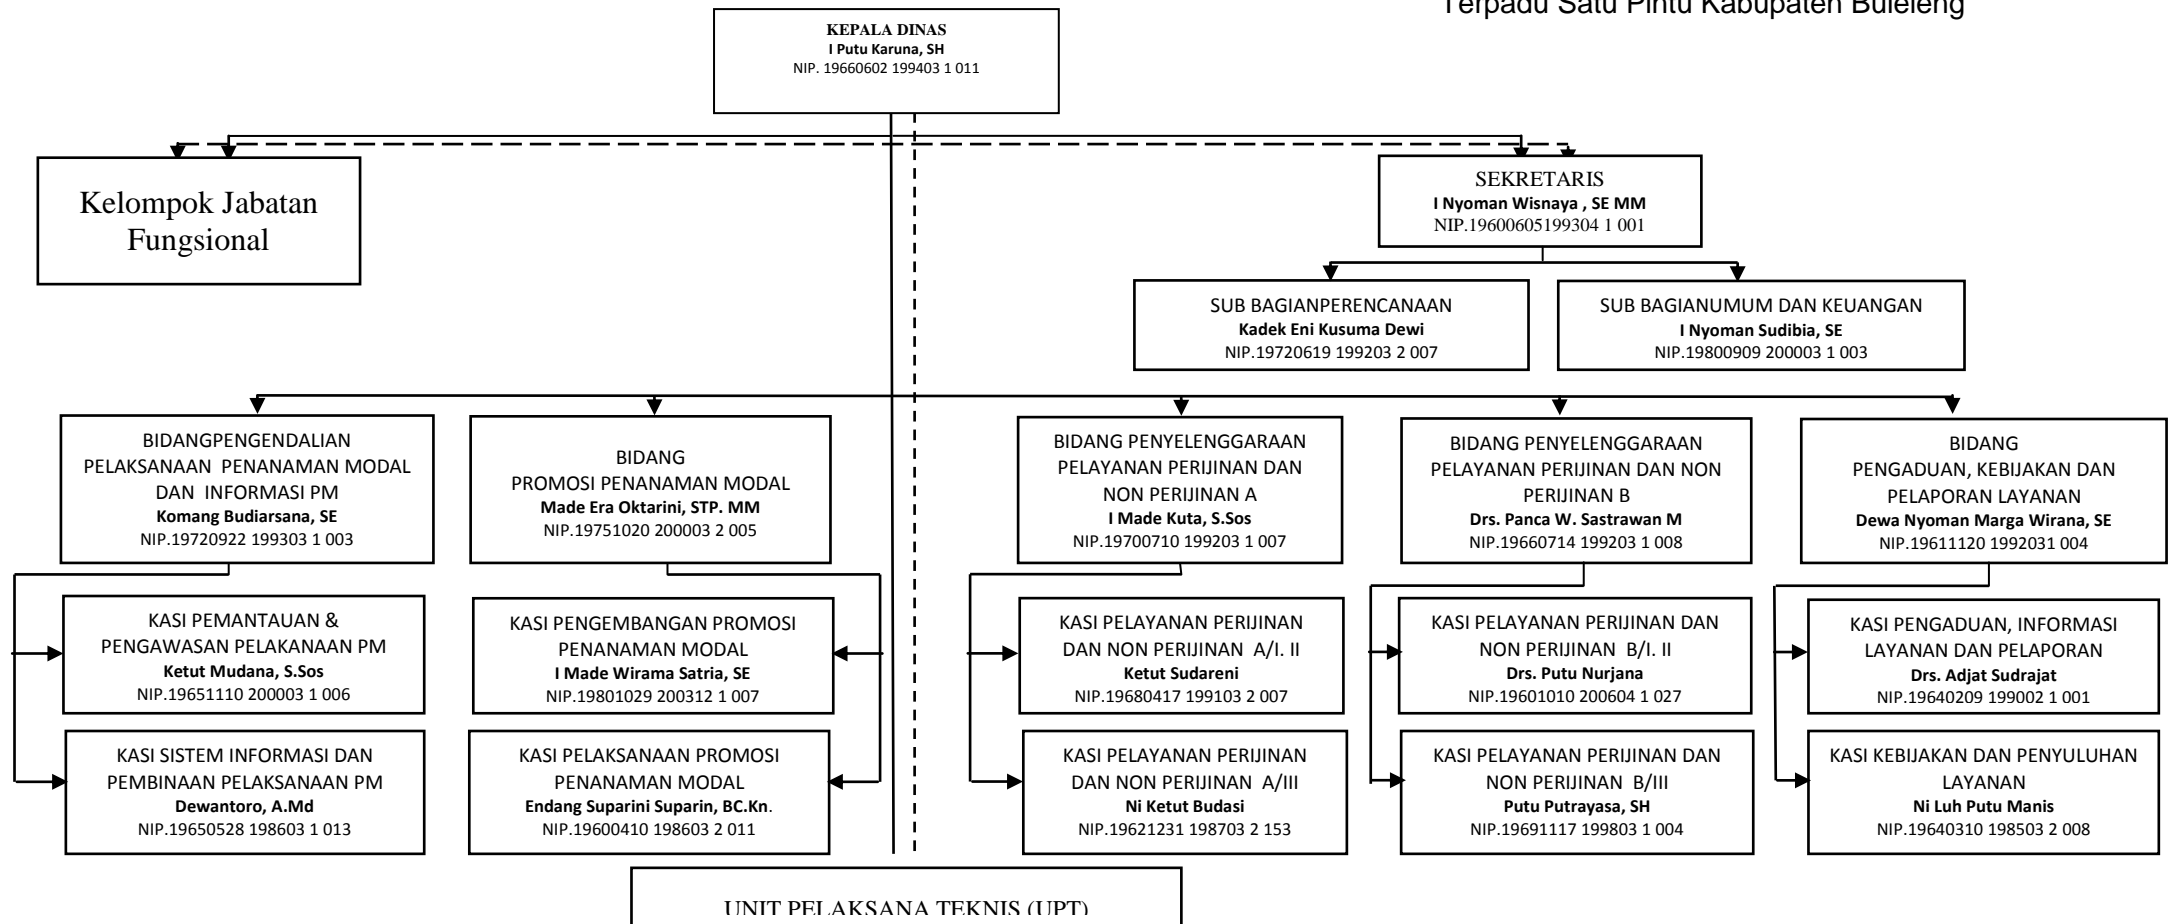 Terpadu Satu Pintu Kabupaten Buleleng
KEPALA DINAS
I Putu Karuna, SH
NIP. 19660602 199403 1 011
Kelompok Jabatan
Fungsional
SEKRETARIS
I Nyoman Wisnaya , SE MM
NIP.19600605199304 1 001
SUB BAGIANPERENCANAAN
Kadek Eni Kusuma Dewi
NIP.19720619 199203 2 007
SUB BAGIANUMUM DAN KEUANGAN
I Nyoman Sudibia, SE
NIP.19800909 200003 1 003
BIDANGPENGENDALIAN
PELAKSANAAN PENANAMAN MODAL
DAN INFORMASI PM
Komang Budiarsana, SE
NIP.19720922 199303 1 003
BIDANG
PROMOSI PENANAMAN MODAL
Made Era Oktarini, STP. MM
NIP.19751020 200003 2 005
BIDANG PENYELENGGARAAN
PELAYANAN PERIJINAN DAN
NON PERIJINAN A
I Made Kuta, S.Sos
NIP.19700710 199203 1 007
BIDANG PENYELENGGARAAN
PELAYANAN PERIJINAN DAN NON
PERIJINAN B
Drs. Panca W. Sastrawan M
NIP.19660714 199203 1 008
BIDANG
PENGADUAN, KEBIJAKAN DAN
PELAPORAN LAYANAN
Dewa Nyoman Marga Wirana, SE
NIP.19611120 1992031 004
KASI PEMANTAUAN &
PENGAWASAN PELAKANAAN PM
Ketut Mudana, S.Sos
NIP.19651110 200003 1 006
KASI PENGEMBANGAN PROMOSI
PENANAMAN MODAL
I Made Wirama Satria, SE
NIP.19801029 200312 1 007
KASI PELAYANAN PERIJINAN
DAN NON PERIJINAN A/I. II
Ketut Sudareni
NIP.19680417 199103 2 007
KASI PELAYANAN PERIJINAN DAN
NON PERIJINAN B/I. II
Drs. Putu Nurjana
NIP.19601010 200604 1 027
KASI PENGADUAN, INFORMASI
LAYANAN DAN PELAPORAN
Drs. Adjat Sudrajat
NIP.19640209 199002 1 001
KASI SISTEM INFORMASI DAN
PEMBINAAN PELAKSANAAN PM
Dewantoro, A.Md
NIP.19650528 198603 1 013
KASI PELAKSANAAN PROMOSI
PENANAMAN MODAL
Endang Suparini Suparin, BC.Kn.
NIP.19600410 198603 2 011
KASI PELAYANAN PERIJINAN
DAN NON PERIJINAN A/III
Ni Ketut Budasi
NIP.19621231 198703 2 153
KASI PELAYANAN PERIJINAN DAN
NON PERIJINAN B/III
Putu Putrayasa, SH
NIP.19691117 199803 1 004
KASI KEBIJAKAN DAN PENYULUHAN
LAYANAN
Ni Luh Putu Manis
NIP.19640310 198503 2 008
UNIT PELAKSANA TEKNIS (UPT)